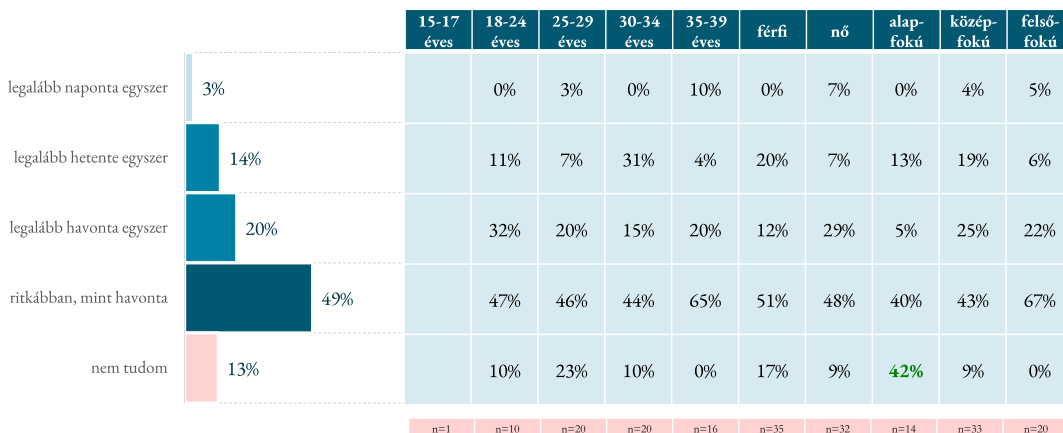 15-17 18-24 25-29 30-34 35-39 férfi nő alap- közép- felső-
éves éves éves éves éves fokú fokú fokú
legalább naponta egyszer 3% 0% 3% 0% 10% 0% 7% 0% 4% 5%
legalább hetente egyszer 14% 11% 7% 31% 4% 20% 7% 13% 19% 6%
legalább havonta egyszer 20% 32% 20% 15% 20% 12% 29% 5% 25% 22%
ritkábban, mint havonta 49% 47% 46% 44% 65% 51% 48% 40% 43% 67%
nem tudom 13% 10% 23% 10% 0% 17% 9% 42% 9% 0%
n=1 n=10 n=20 n=20 n=16 n=35 n=32 n=14 n=33 n=20